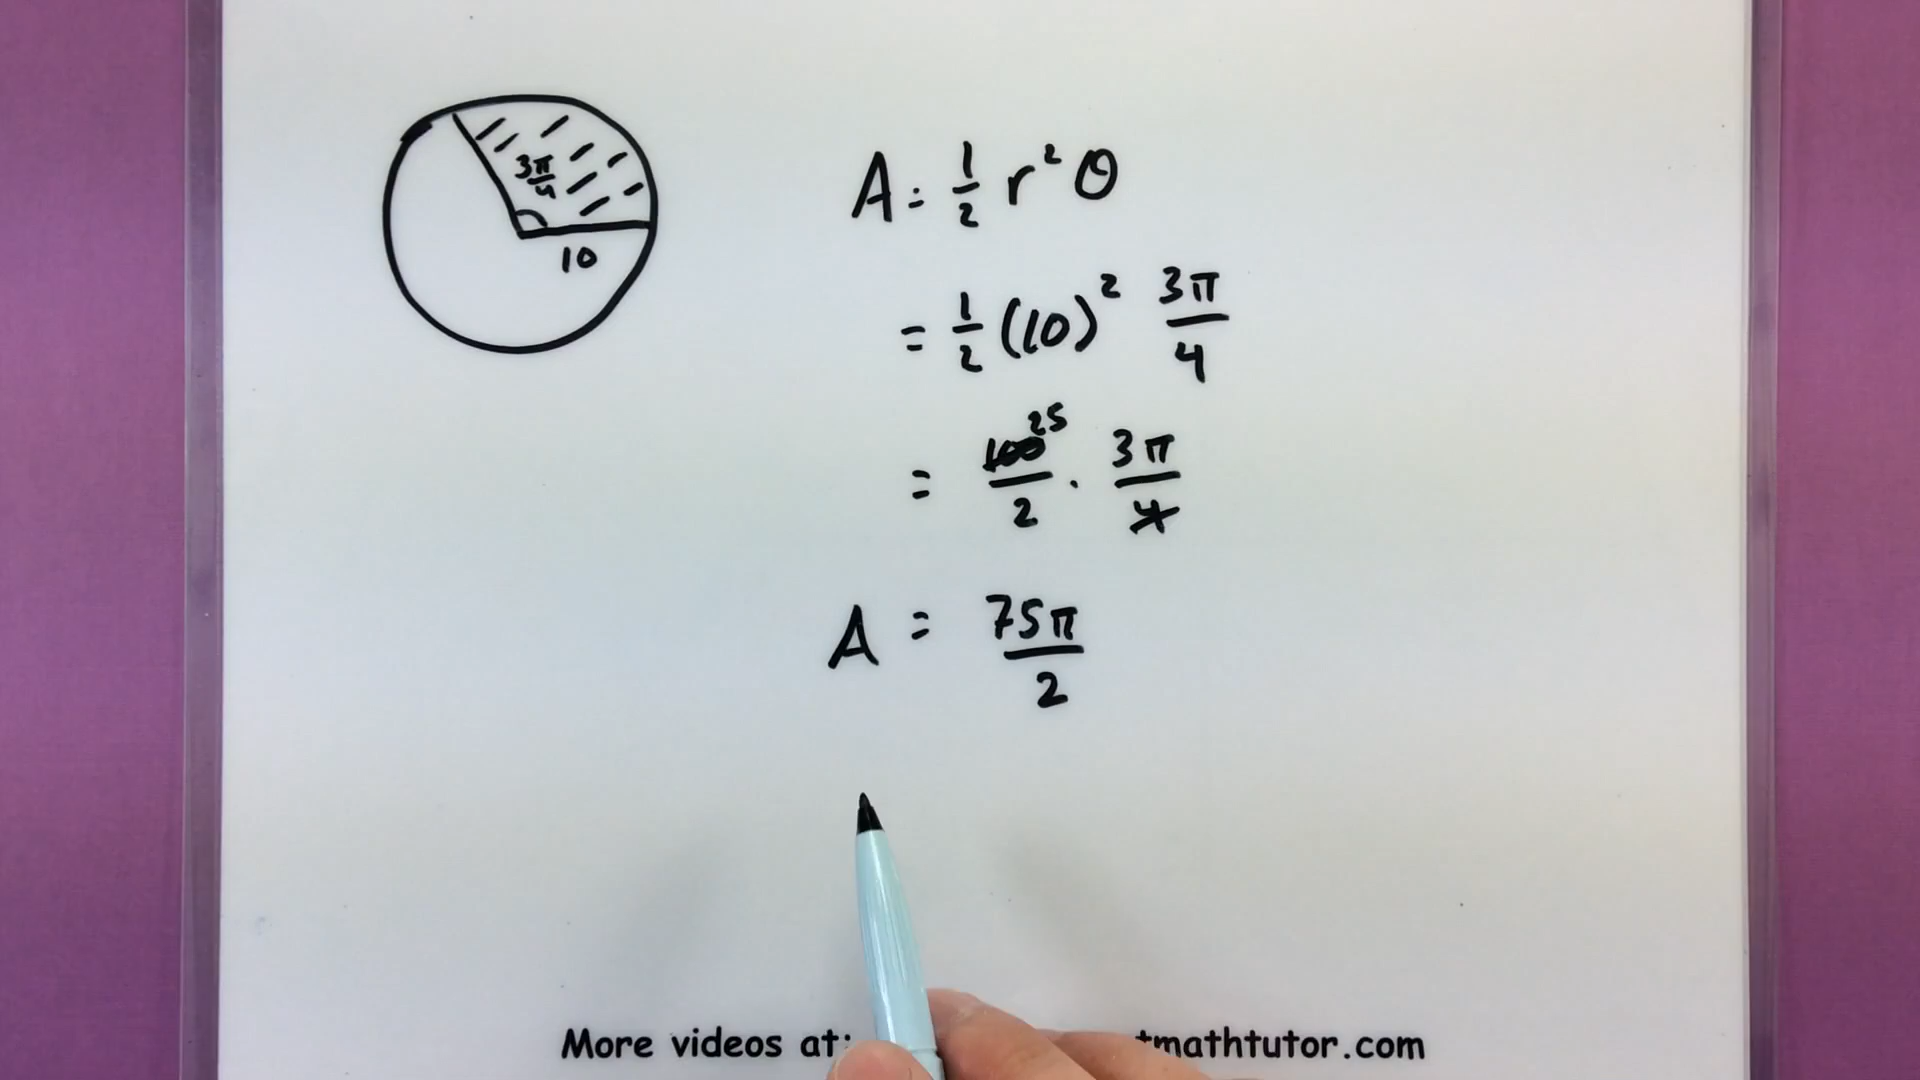 3π/4
10
A = 1/2 r² θ
= 1/2 (10)² 3π/4
= 100 25/2 · 3π/4
A = 75π/2
More videos at: tmathtutor.com